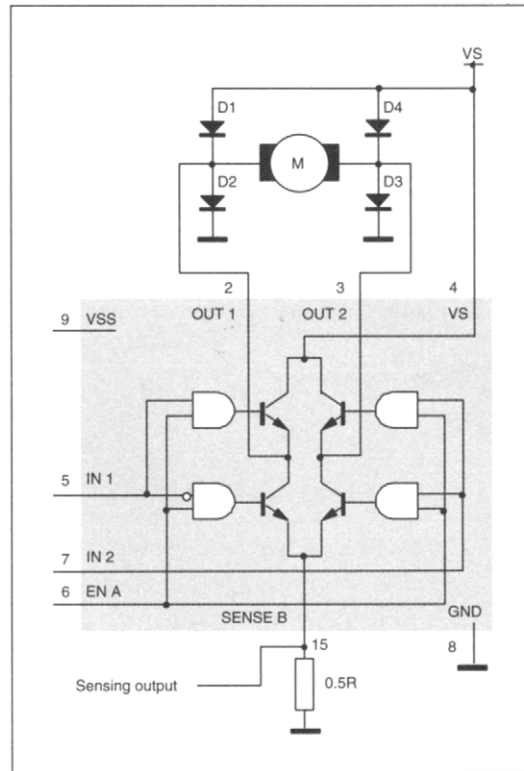 VS
D1 D4
M
D2 D3
2 3 4
OUT 1 OUT 2 VS
9 VSS
5 IN 1
7 IN 2
6 EN A
GND
SENSE B
15 8
Sensing output
0.5R